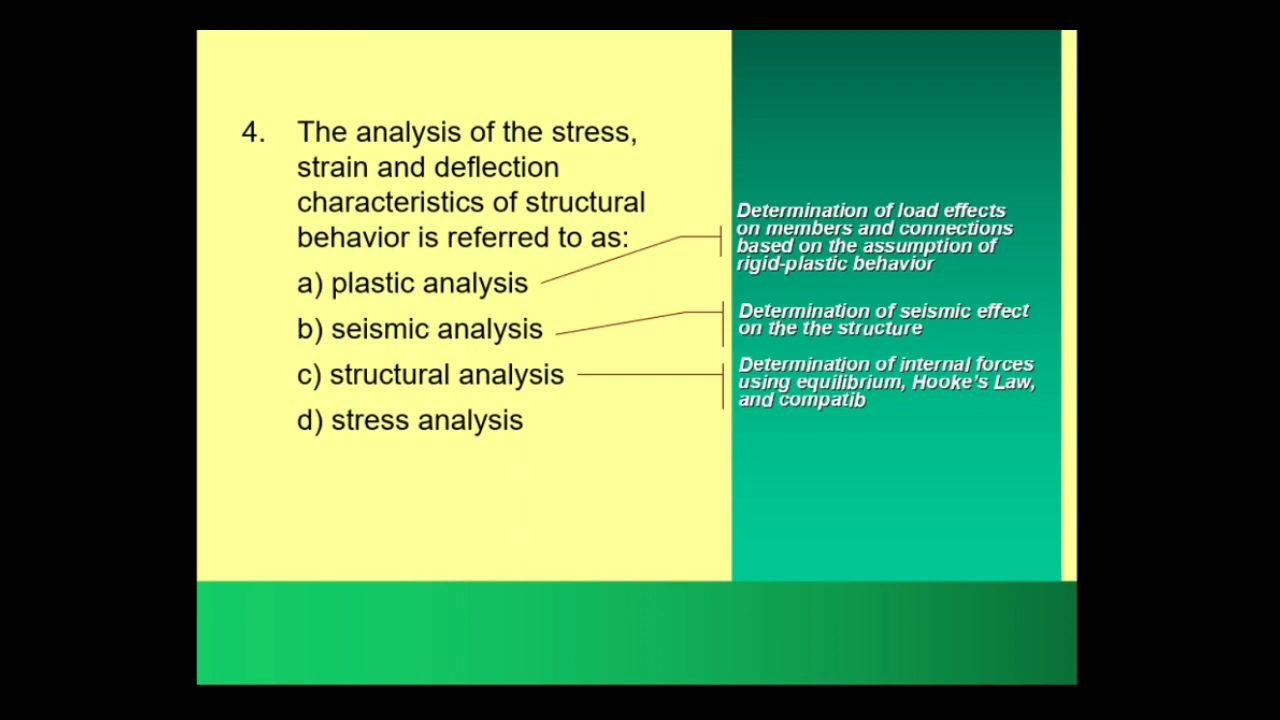 4. The analysis of the stress,
strain and deflection
characteristics of structural
behavior is referred to as:
a) plastic analysis
b) seismic analysis
c) structural analysis
d) stress analysis
Determination of load effects
on members and connections
based on the assumption of
rigid-plastic behavior
Determination of seismic effect
on the the structure
Determination of internal forces
using equilibrium, Hooke's Law,
and compatib